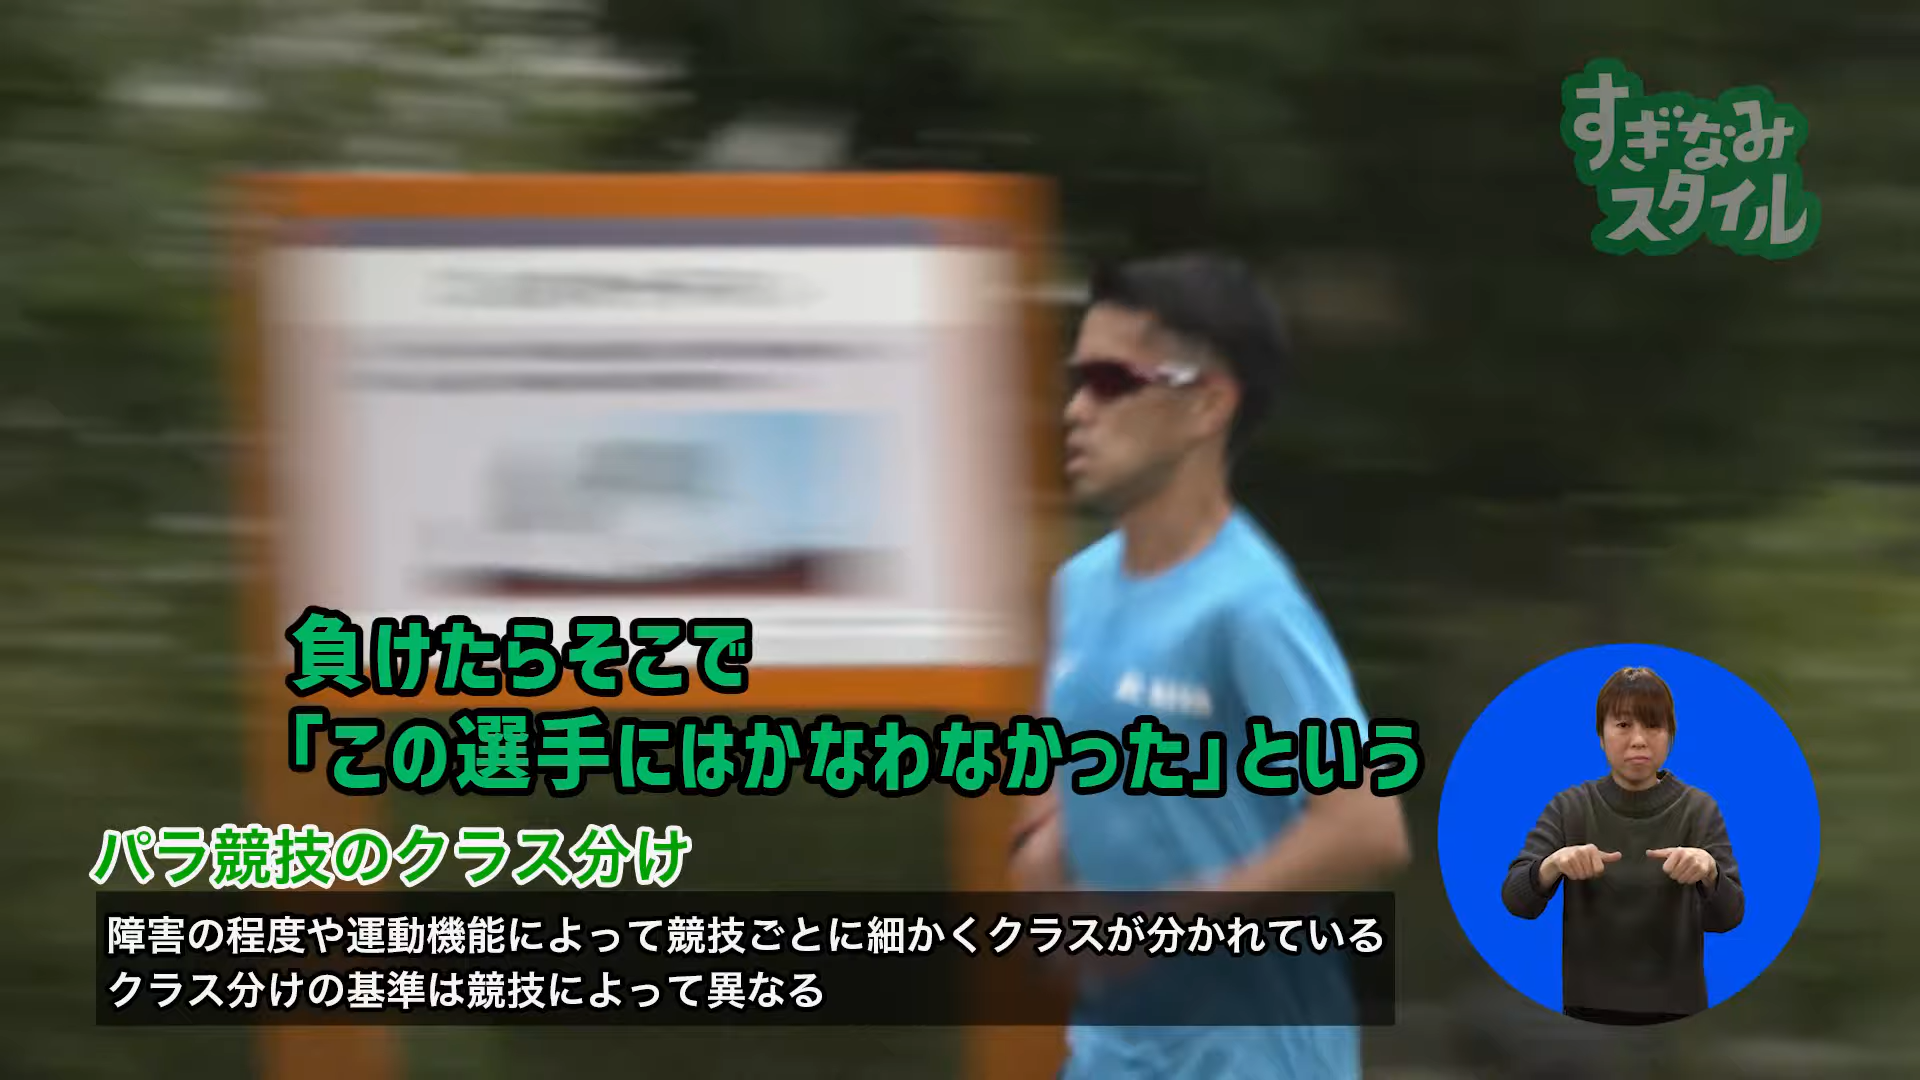 すぎなみ
スタイル
負けたらそこで
「この選手にはかなわなかった」という
パラ競技のクラス分け
障害の程度や運動機能によって競技ごとに細かくクラスが分かれている
クラス分けの基準は競技によって異なる